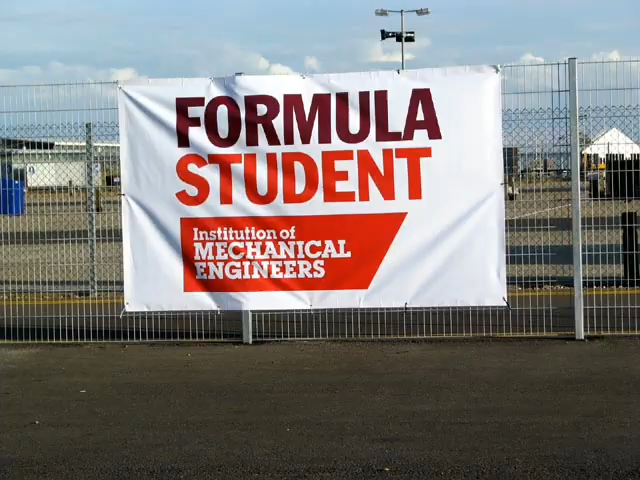 FORMULA
STUDENT
Institution of
MECHANICAL
ENGINEERS